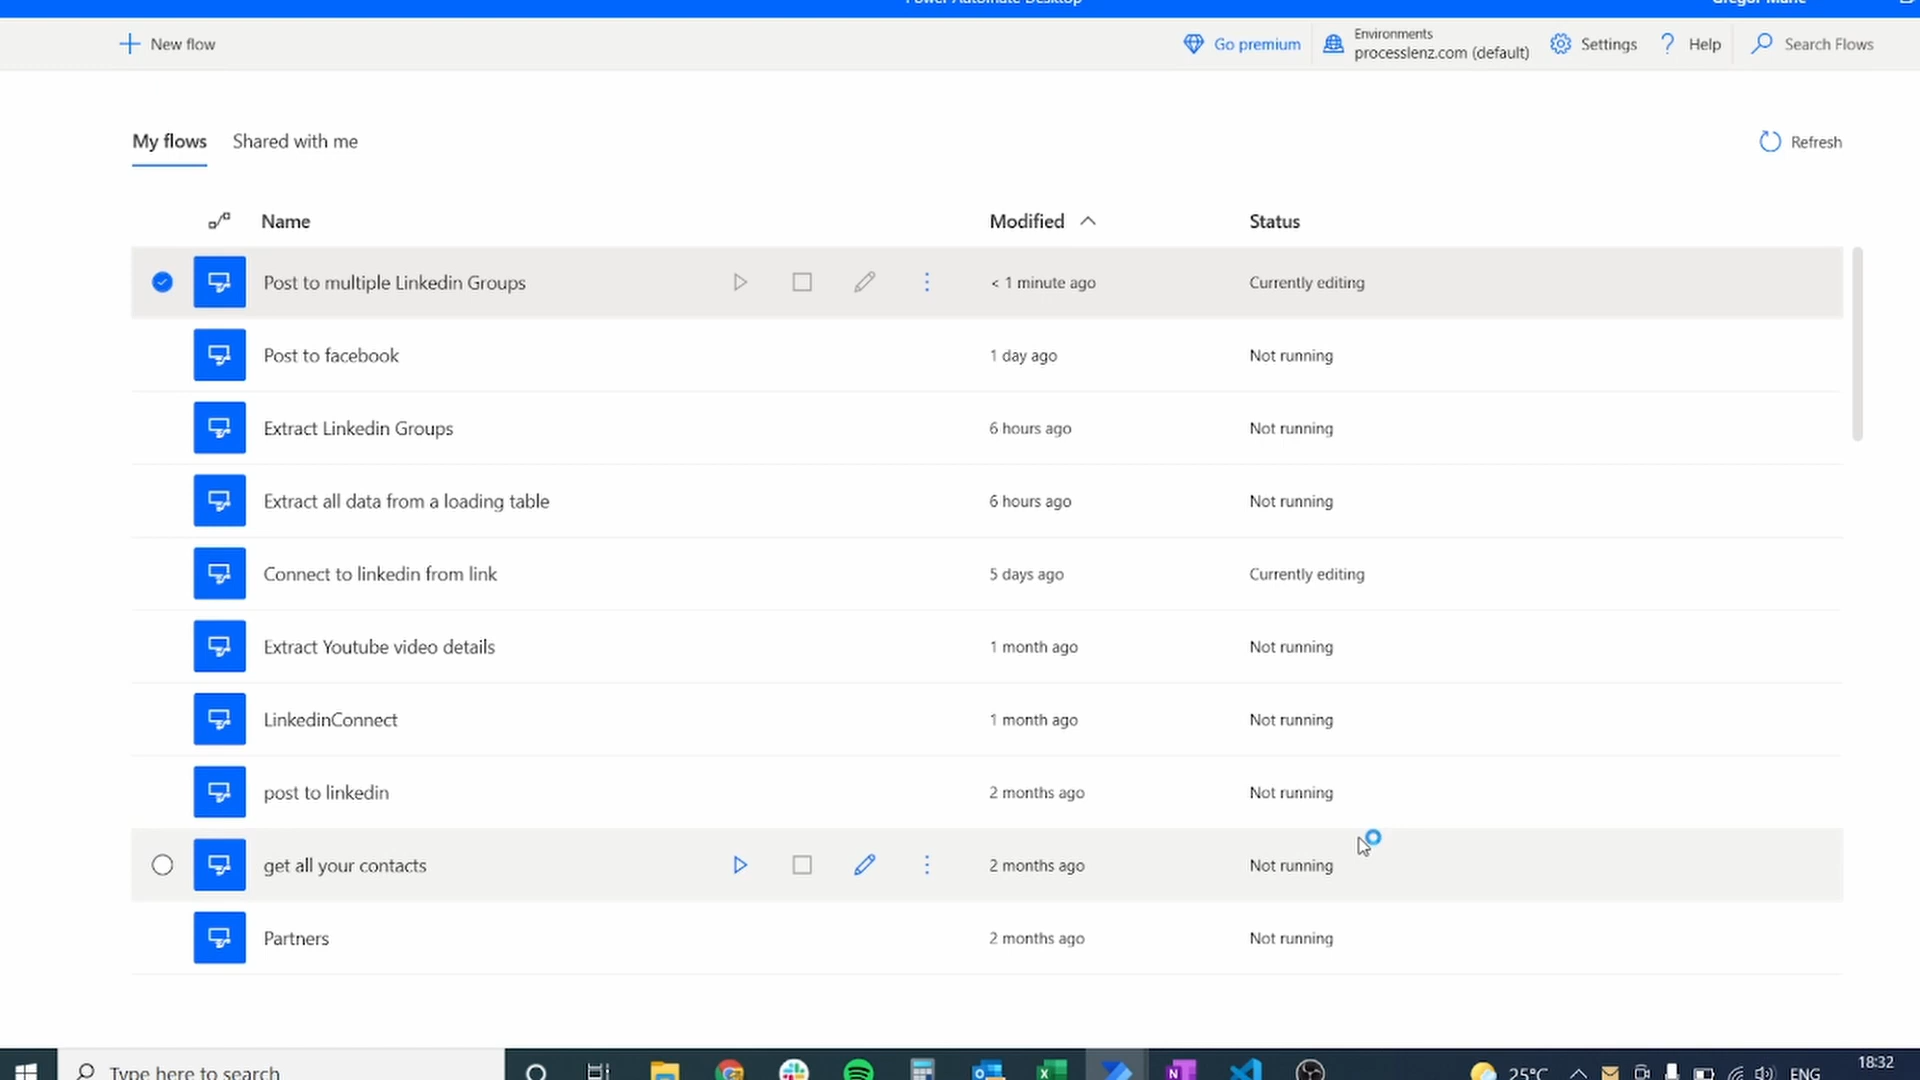 Power Automate Desktop
Gregor Maric
New flow
Go premium
Environments
processlenz.com (default)
Settings
? Help
Search Flows
My flows
Shared with me
Refresh
Name
Modified
Status
Post to multiple Linkedin Groups
< 1 minute ago
Currently editing
Post to facebook
1 day ago
Not running
Extract Linkedin Groups
6 hours ago
Not running
Extract all data from a loading table
6 hours ago
Not running
Connect to linkedin from link
5 days ago
Currently editing
Extract Youtube video details
1 month ago
Not running
LinkedinConnect
1 month ago
Not running
post to linkedin
2 months ago
Not running
get all your contacts
2 months ago
Not running
Partners
2 months ago
Not running
Type here to search
25°C
ENG
18:32